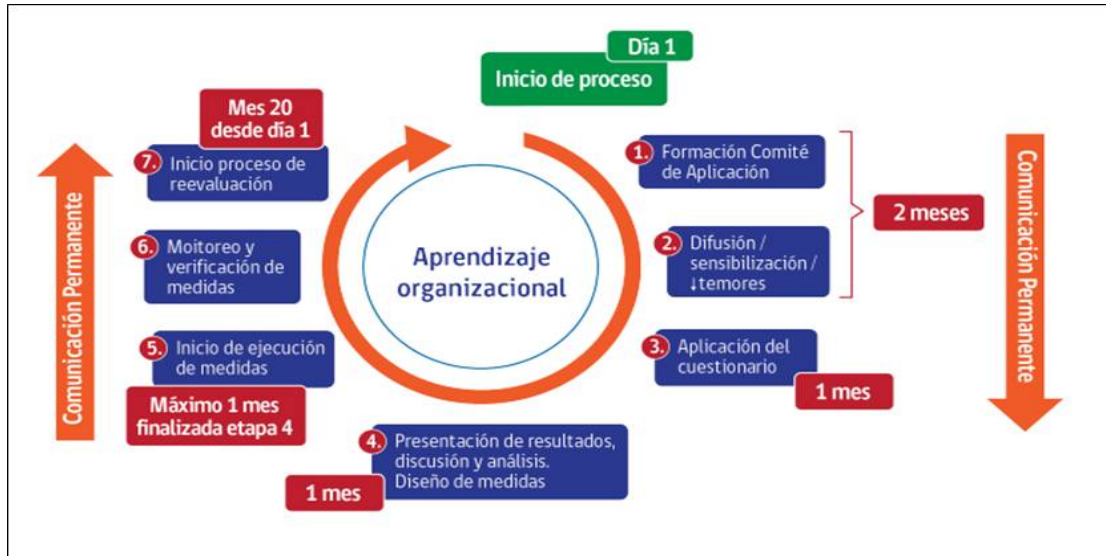 Día 1
Inicio de proceso
Mes 20
desde día 1
7. Inicio proceso de
reevaluación
6. Moitoreo y
verificación de
medidas
5. Inicio de ejecución
de medidas
Máximo 1 mes
finalizada etapa 4
Comunicación Permanente
Aprendizaje
organizacional
1. Formación Comité
de Aplicación
2. Difusión /
sensibilización /
↓temores
2 meses
3. Aplicación del
cuestionario
1 mes
4. Presentación de resultados,
discusión y análisis.
Diseño de medidas
1 mes
Comunicación Permanente